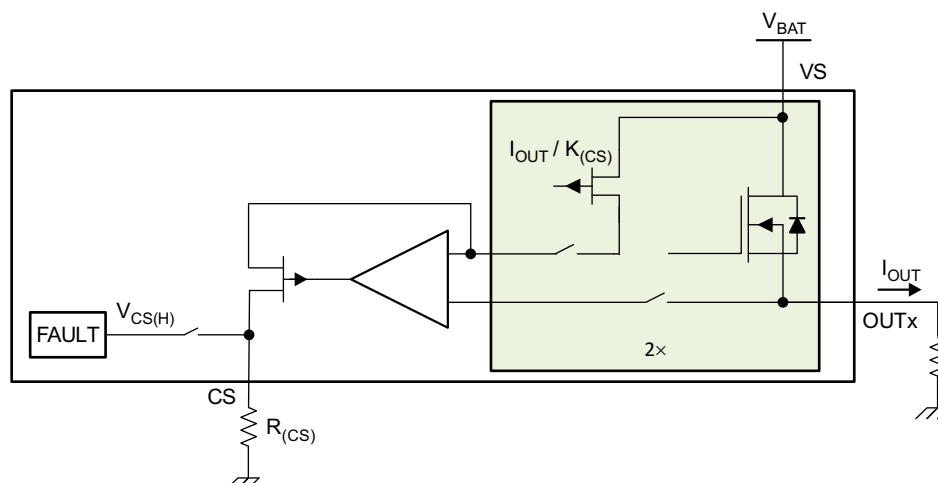 V_BAT
VS
I_OUT / K_(CS)
I_OUT
V_CS(H)
FAULT
OUTx
2×
CS
R_(CS)